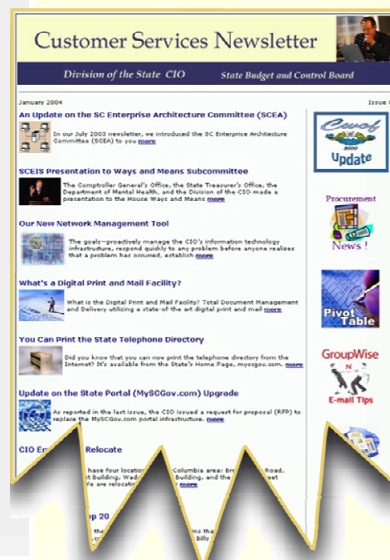 Customer Services Newsletter
Division of the State CIO State Budget and Control Board
January 2004 Issue
An Update on the SC Enterprise Architecture Committee (SCEA)
In our July 2003 newsletter, we introduced the SC Enterprise Architecture
Committee (SCEA) to you more
SCEIS Presentation to Ways and Means Subcommittee
The Comptroller General's Office, the State Treasurer's Office, the
Department of Mental Health, and the Division of the CIO made a
presentation to the House Ways and Means more
Our New Network Management Tool
The goals—proactively manage the CIO's information technology
infrastructure, respond quickly to any problem before anyone realizes
that a problem has occured, establish more
What's a Digital Print and Mail Facility?
What is the Digital Print and Mail Facility? Total Document Management
and Delivery utilizing a state-of-the art digital print and mail more
You Can Print the State Telephone Directory
Did you know that you can now print the telephone directory from the
Internet? It's available from the State's Home Page, myscgov.com. more
Update on the State Portal (MySCGov.com) Upgrade
As reported in the last issue, the CIO issued a request for proposal (RFP) to
replace the MySCGov.com portal infrastructure. more
CIO Relocate
have four Columbia area: Road,
Building, Building, and the
We are more
Update
Procurement
News !
Pivot
Table
GroupWise
E-mail Tips